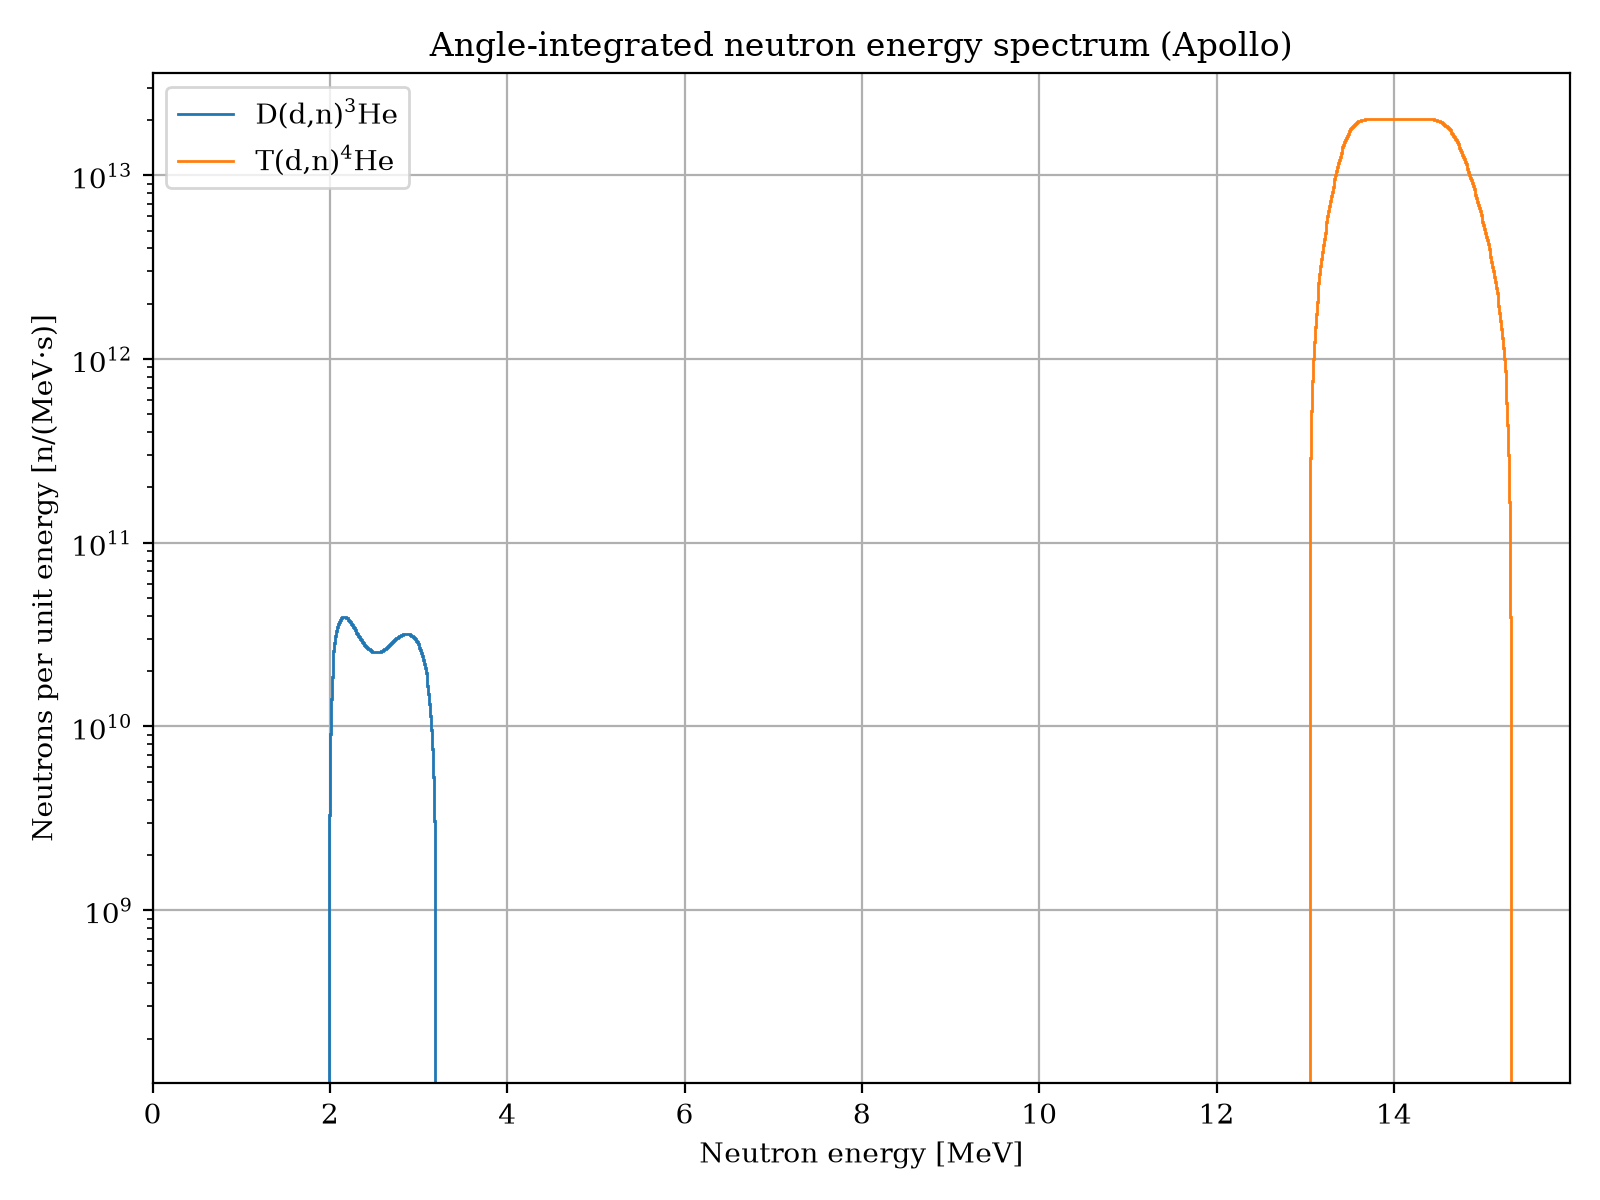 Angle-integrated neutron energy spectrum (Apollo)
D(d,n)³He
T(d,n)⁴He
10¹³
10¹²
10¹¹
10¹⁰
10⁹
Neutrons per unit energy [n/(MeV·s)]
0 2 4 6 8 10 12 14
Neutron energy [MeV]